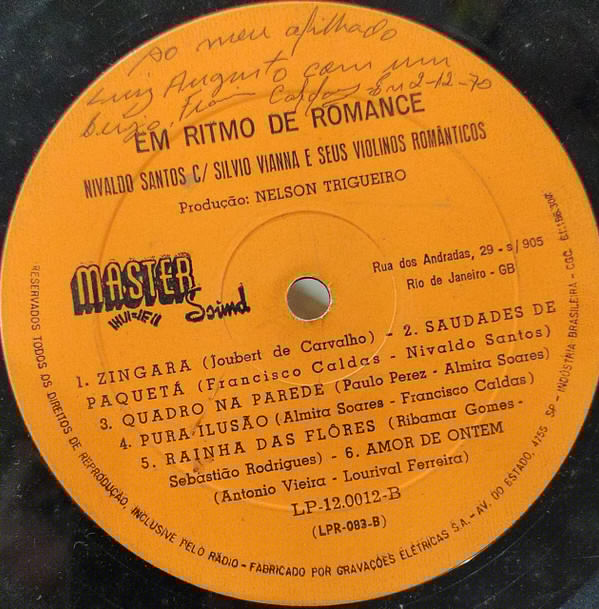 Ao meu afilhado
Luiz Augusto com um
Caldas 2-12-70
EM RITMO DE ROMANCE
NIVALDO SANTOS C/ SILVIO VIANNA E SEUS VIOLINOS ROMÂNTICOS
Produção: NELSON TRIGUEIRO
MASTER
Sound
Rua dos Andradas, 29 - s/905
Rio de Janeiro - GB
1. ZINGARA (Joubert de Carvalho) - 2. SAUDADES DE
PAQUETÁ (Francisco Caldas - Nivaldo Santos)
3. QUADRO NA PAREDE (Paulo Perez - Almira Soares)
4. PURA ILUSÃO (Almira Soares - Francisco Caldas)
5. RAINHA DAS FLÔRES (Ribamar Gomes -
Sebastião Rodrigues) - 6. AMOR DE ONTEM
(Antonio Vieira - Lourival Ferreira)
LP-12.0012-B
(LPR-083-B)
RESERVADOS TODOS OS DIREITOS DE REPRODUÇÃO, INCLUSIVE PELO RÁDIO - FABRICADO POR GRAVAÇÕES ELÉTRICAS S.A. - AV. DO ESTADO, 4755 SP - INDÚSTRIA BRASILEIRA - CGC.